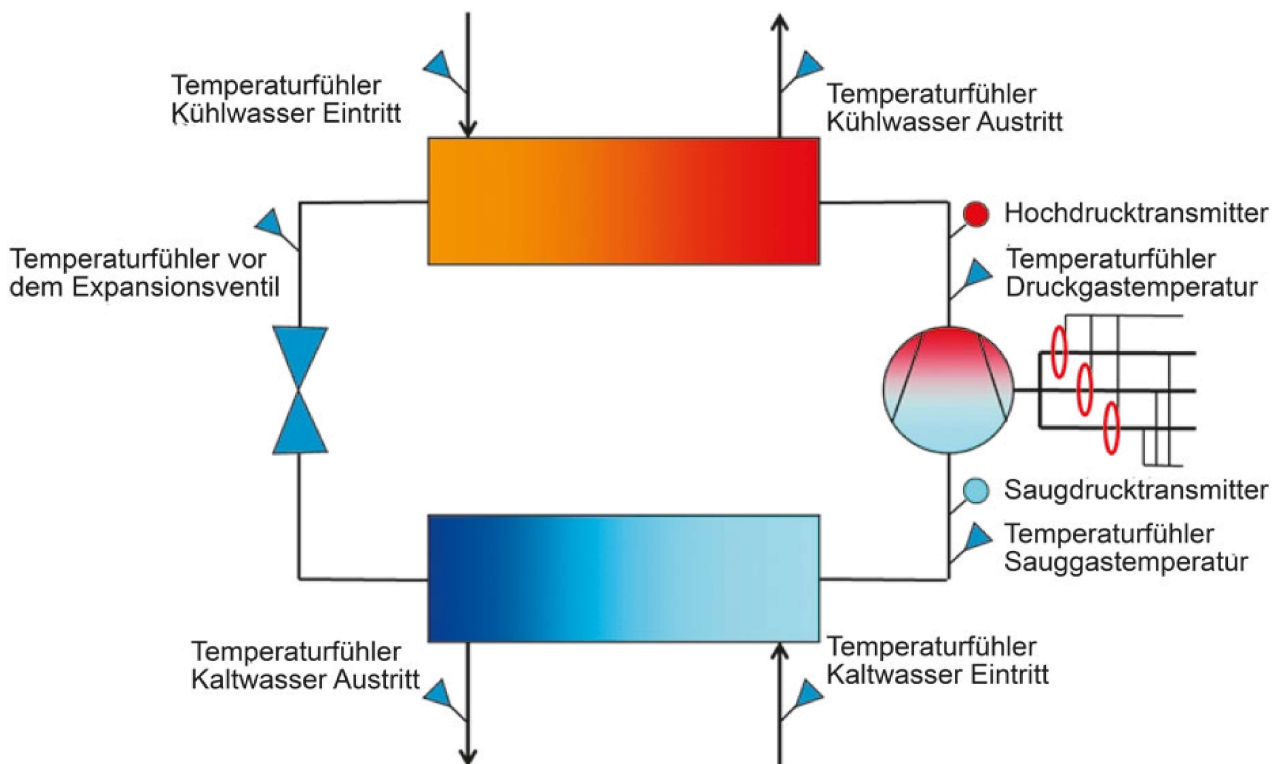 Temperaturfühler
Kühlwasser Eintritt
Temperaturfühler
Kühlwasser Austritt
Hochdrucktransmitter
Temperaturfühler vor
dem Expansionsventil
Temperaturfühler
Druckgastemperatur
Saugdrucktransmitter
Temperaturfühler
Sauggastemperatur
Temperaturfühler
Kaltwasser Austritt
Temperaturfühler
Kaltwasser Eintritt